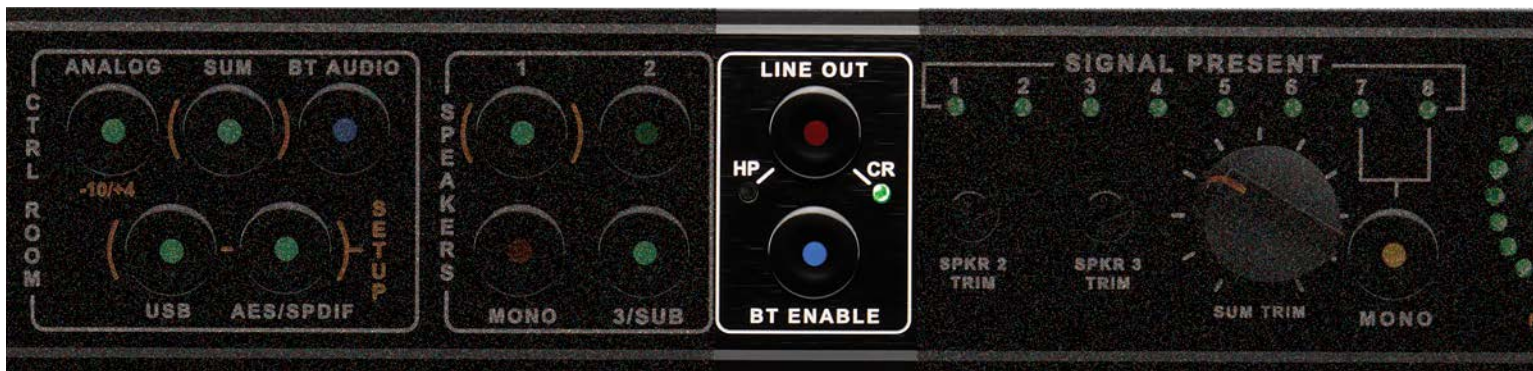 CTRL ROOM
ANALOG SUM BT AUDIO
-10/+4
SETUP
USB AES/SPDIF
SPEAKERS
1 2
MONO 3/SUB
LINE OUT
HP CR
BT ENABLE
SIGNAL PRESENT
1 2 3 4 5 6 7 8
SPKR 2
TRIM
SPKR 3
TRIM
SUM TRIM
MONO